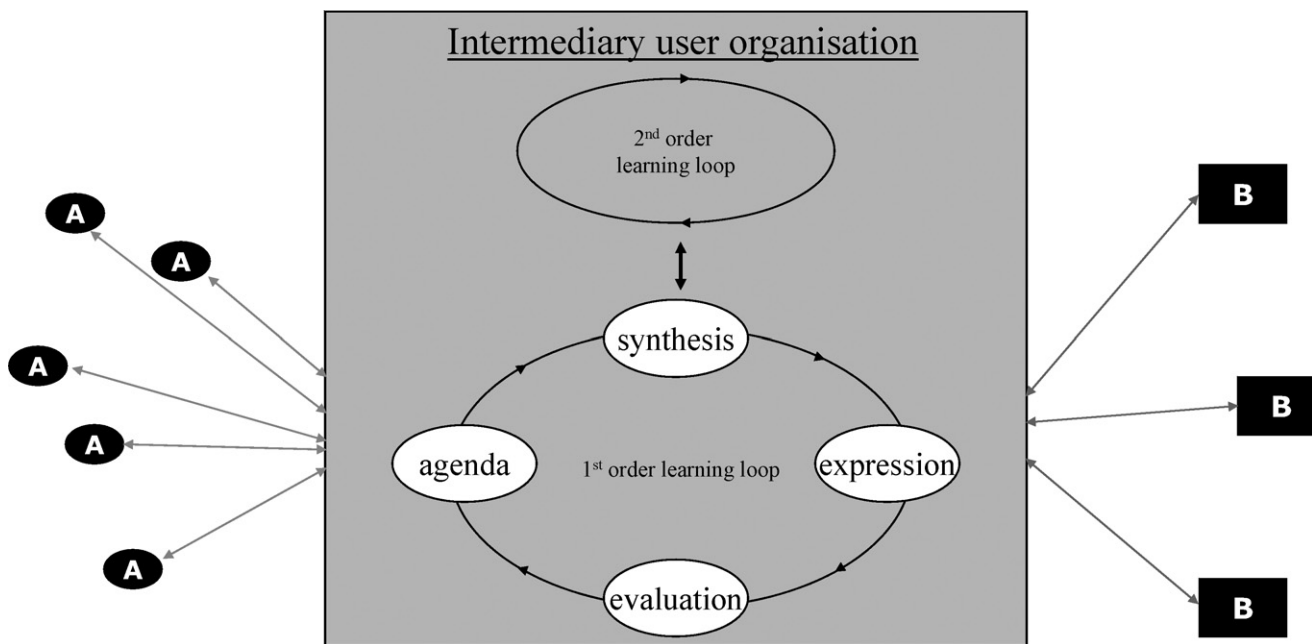 Intermediary user organisation
2nd order
learning loop
A
B
A
synthesis
A
B
A
agenda
1st order learning loop
expression
A
evaluation
B